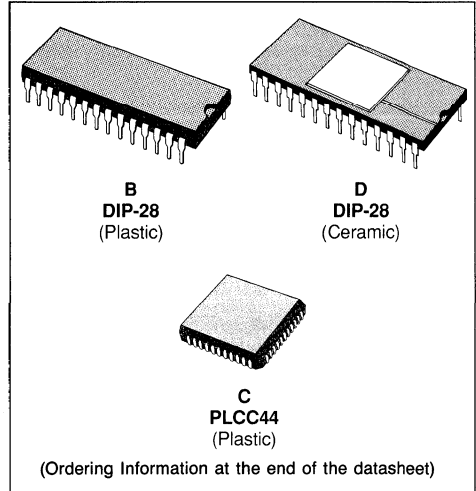 B
DIP-28
(Plastic)
D
DIP-28
(Ceramic)
C
PLCC44
(Plastic)
(Ordering Information at the end of the datasheet)